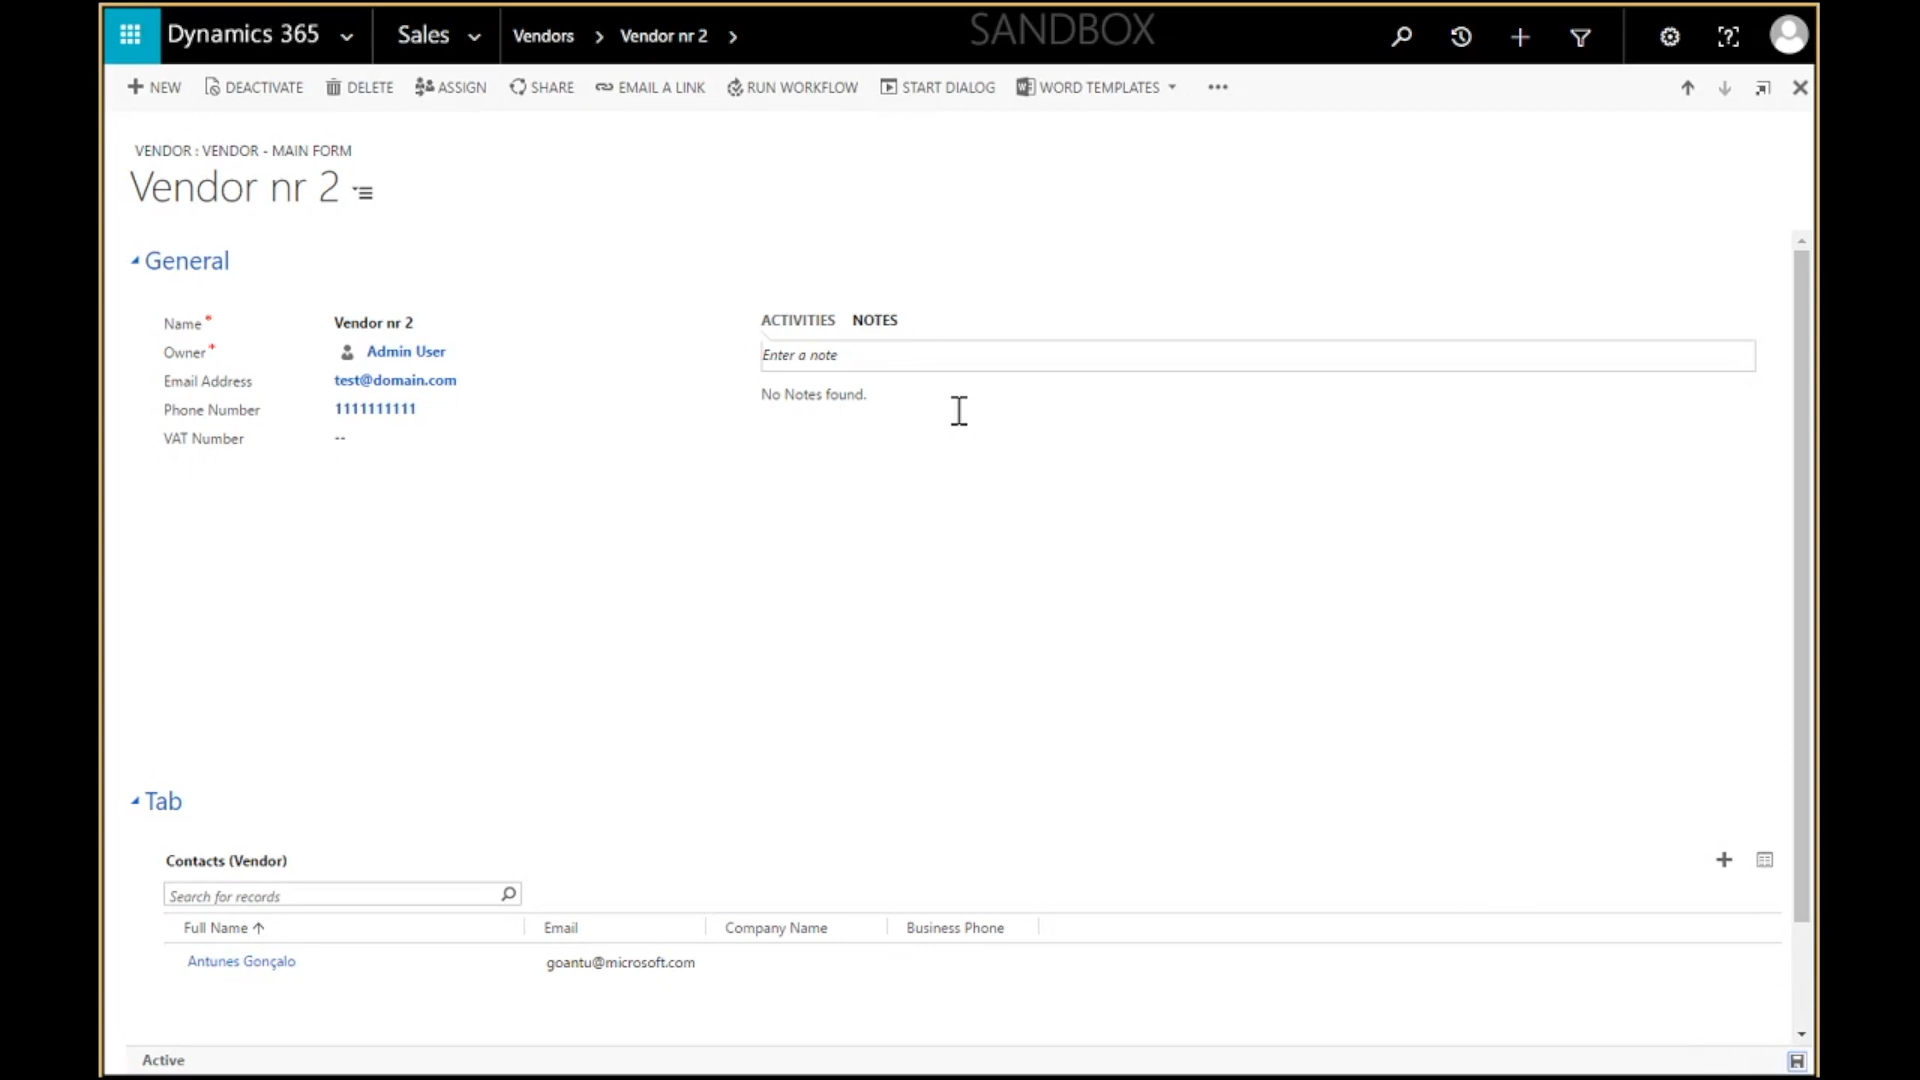 Dynamics 365 Sales Vendors Vendor nr 2 SANDBOX
NEW DEACTIVATE DELETE ASSIGN SHARE EMAIL A LINK RUN WORKFLOW START DIALOG WORD TEMPLATES
VENDOR : VENDOR - MAIN FORM
Vendor nr 2
General
Name* Vendor nr 2
Owner* Admin User
Email Address test@domain.com
Phone Number 1111111111
VAT Number --
ACTIVITIES NOTES
Enter a note
No Notes found.
Tab
Contacts (Vendor)
Search for records
Full Name Email Company Name Business Phone
Antunes Gonçalo goantu@microsoft.com
Active